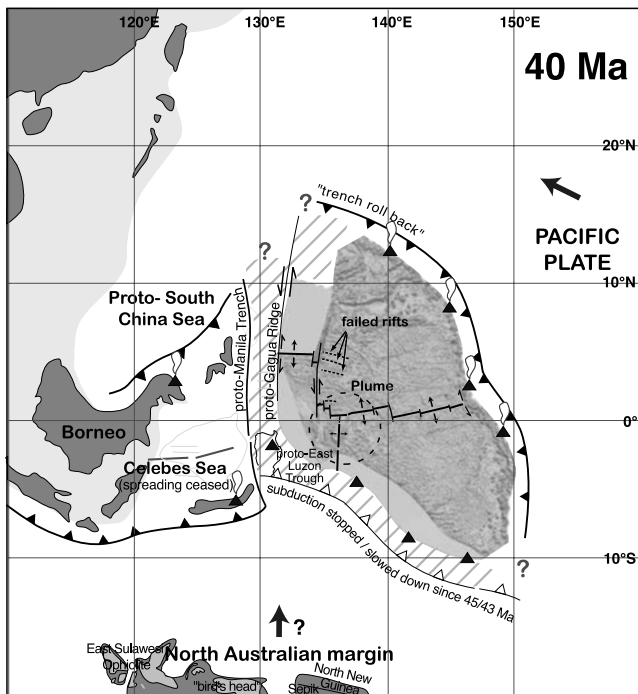 120°E
130°E
140°E
150°E
40 Ma
20°N
"trench roll back"
?
PACIFIC
PLATE
?
10°N
Proto- South
China Sea
proto-Manila Trench
proto-Gagua Ridge
failed rifts
Plume
0°
Borneo
Celebes Sea
(spreading ceased)
proto-East
Luzon
Trough
subduction stopped / slowed down since 45/43 Ma
10°S
?
?
East Sulawesi
Ophiolite
North Australian margin
"bird's head"
North New
Guinea
Sepik